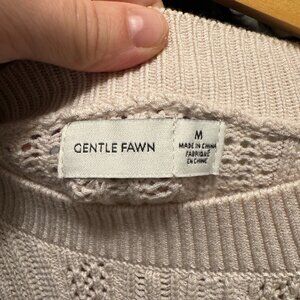 GENTLE FAWN
M
MADE IN CHINA
FABRIQUÉ
EN CHINE